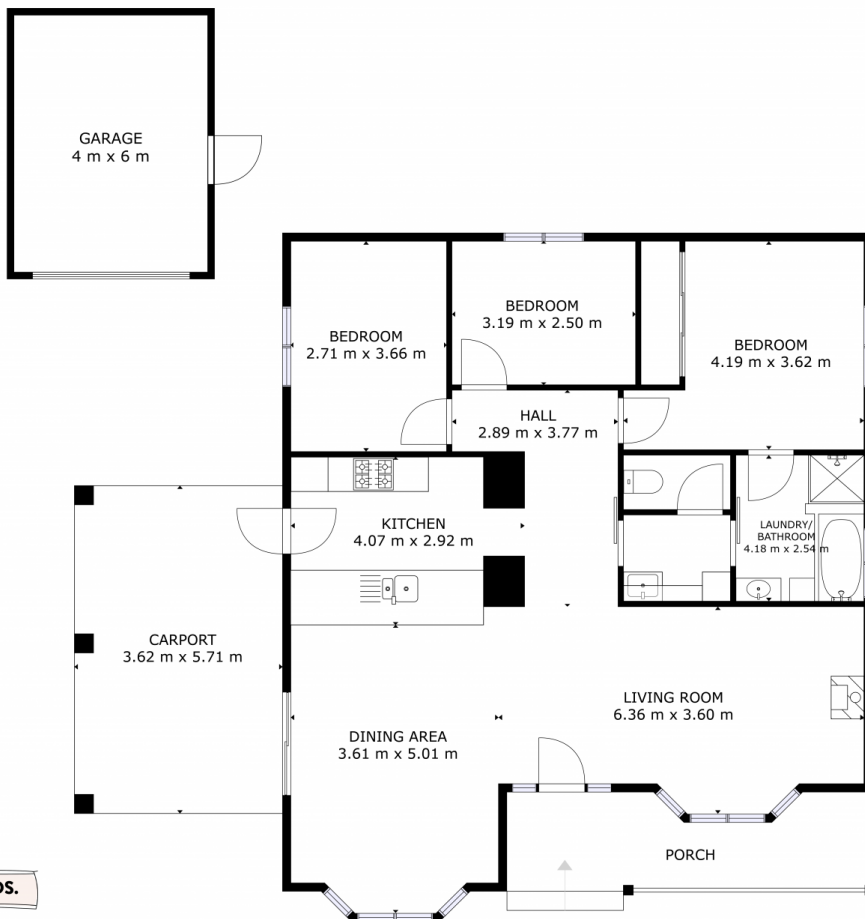 GARAGE
4 m x 6 m
BEDROOM
3.19 m x 2.50 m
BEDROOM
2.71 m x 3.66 m
BEDROOM
4.19 m x 3.62 m
HALL
2.89 m x 3.77 m
KITCHEN
4.07 m x 2.92 m
LAUNDRY/
BATHROOM
4.18 m x 2.54 m
CARPORT
3.62 m x 5.71 m
LIVING ROOM
6.36 m x 3.60 m
DINING AREA
3.61 m x 5.01 m
PORCH